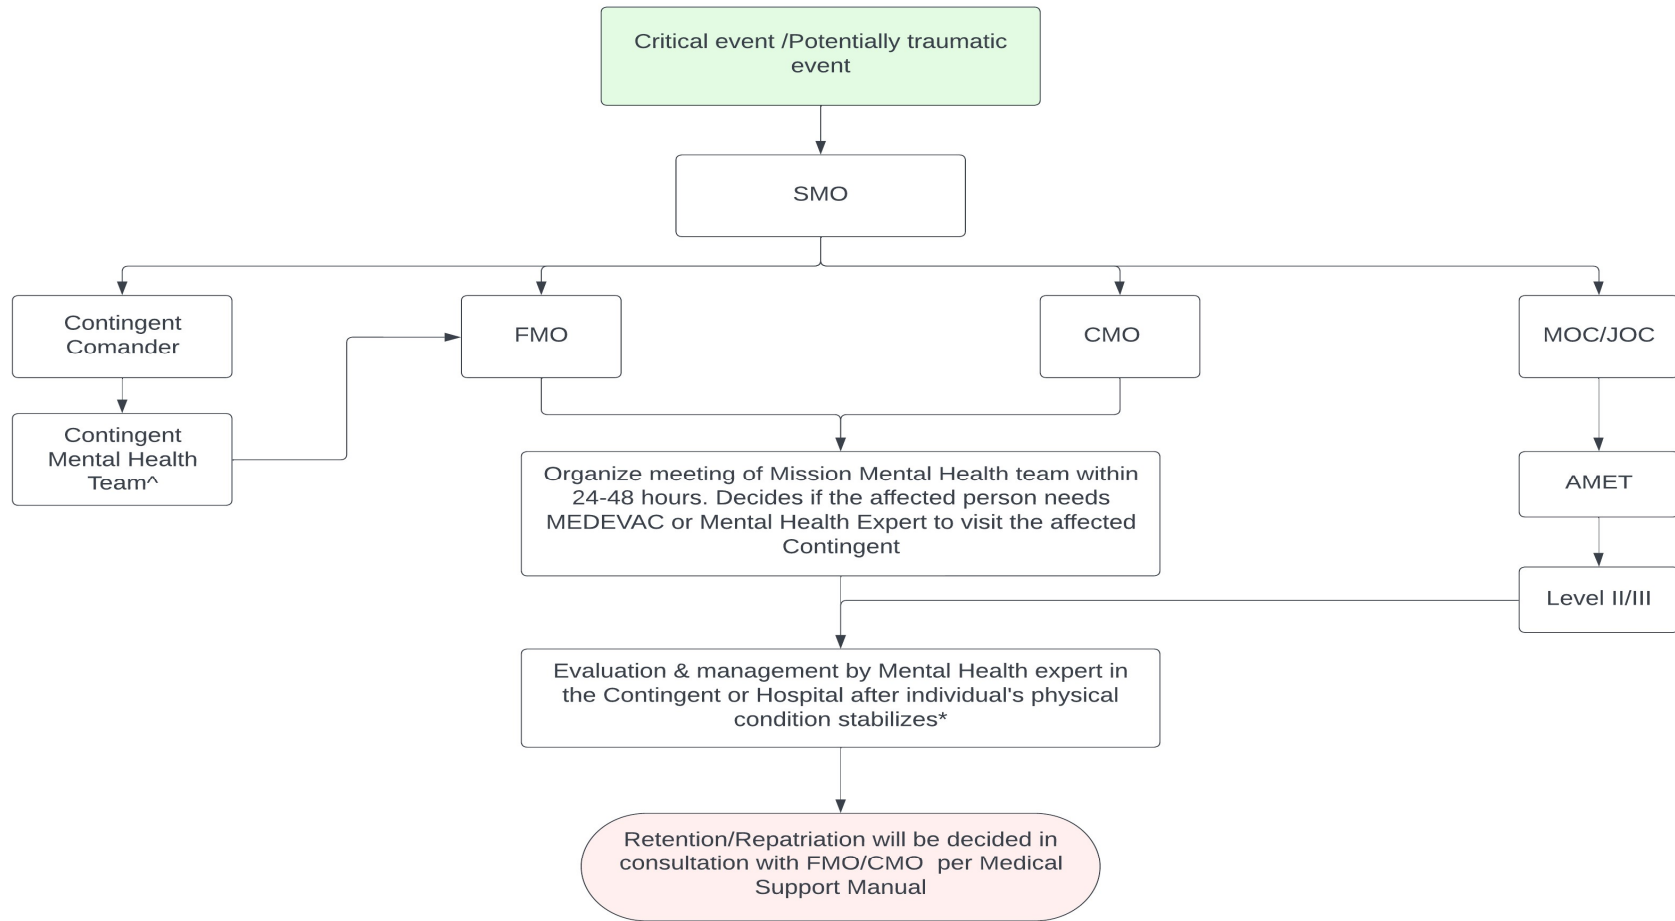 Critical event /Potentially traumatic
event
SMO
Contingent
Comander
FMO
CMO
MOC/JOC
Contingent
Mental Health
Team^
Organize meeting of Mission Mental Health team within
24-48 hours. Decides if the affected person needs
MEDEVAC or Mental Health Expert to visit the affected
Contingent
AMET
Level II/III
Evaluation & management by Mental Health expert in
the Contingent or Hospital after individual's physical
condition stabilizes*
Retention/Repatriation will be decided in
consultation with FMO/CMO  per Medical
Support Manual